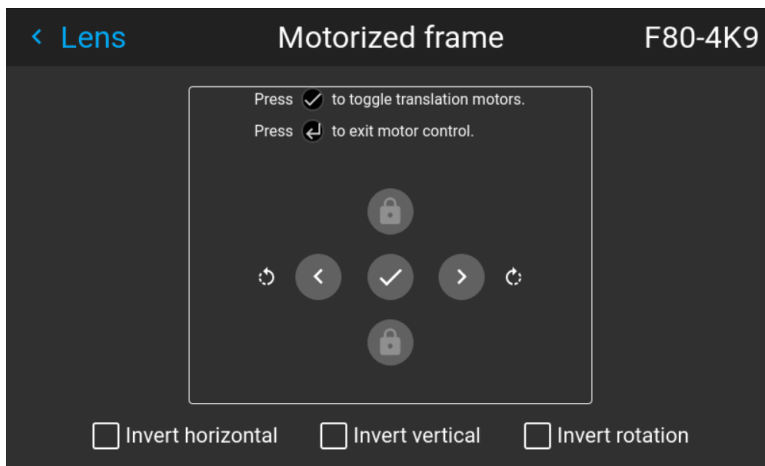 Lens Motorized frame F80-4K9
Press to toggle translation motors.
Press to exit motor control.
Invert horizontal Invert vertical Invert rotation